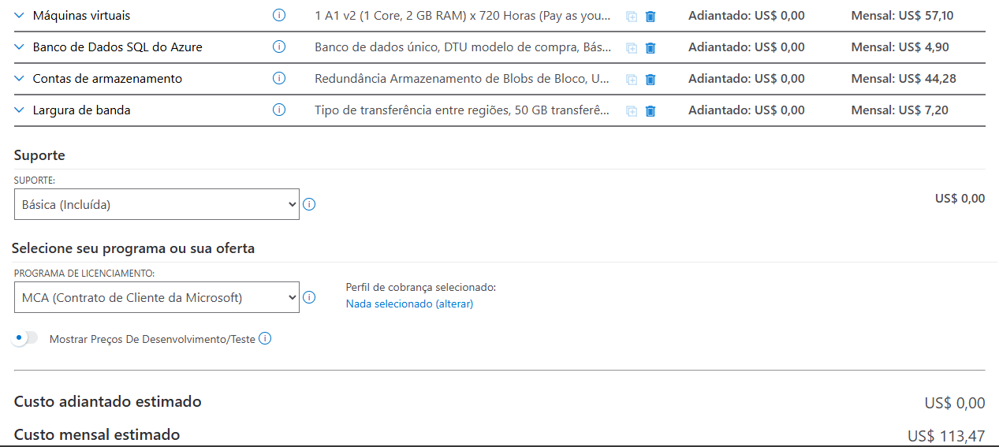 Máquinas virtuais 1 A1 v2 (1 Core, 2 GB RAM) x 720 Horas (Pay as you... Adiantado: US$ 0,00 Mensal: US$ 57,10
Banco de Dados SQL do Azure Banco de dados único, DTU modelo de compra, Bás... Adiantado: US$ 0,00 Mensal: US$ 4,90
Contas de armazenamento Redundância Armazenamento de Blobs de Bloco, U... Adiantado: US$ 0,00 Mensal: US$ 44,28
Largura de banda Tipo de transferência entre regiões, 50 GB transferê... Adiantado: US$ 0,00 Mensal: US$ 7,20
Suporte
SUPORTE:
Básica (Incluída) US$ 0,00
Selecione seu programa ou sua oferta
PROGRAMA DE LICENCIAMENTO:
MCA (Contrato de Cliente da Microsoft)
Perfil de cobrança selecionado:
Nada selecionado (alterar)
Mostrar Preços De Desenvolvimento/Teste
Custo adiantado estimado US$ 0,00
Custo mensal estimado US$ 113,47